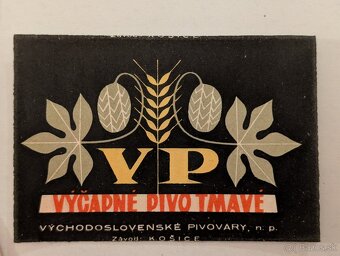 VP
VÝČAPNÉ PIVO TMAVÉ
VÝCHODOSLOVENSKÉ PIVOVARY, n. p.
Závod: KOŠICE